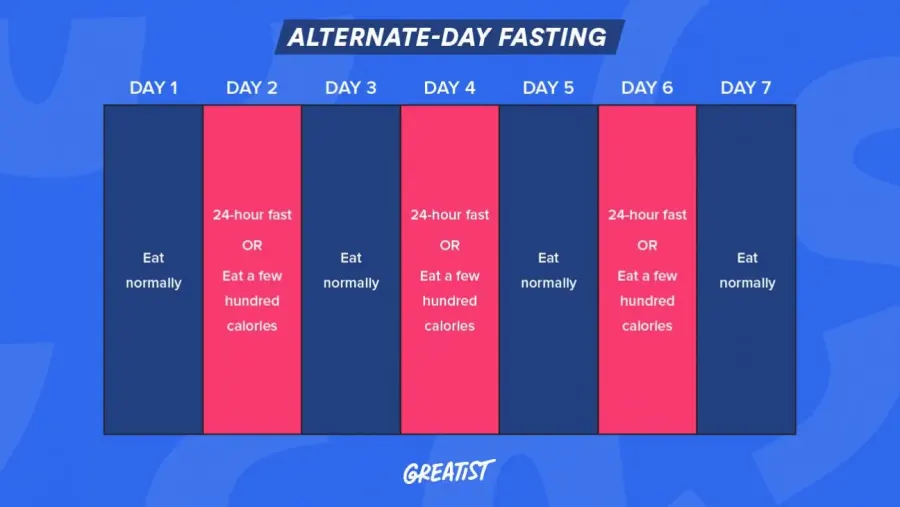 ALTERNATE-DAY FASTING
DAY 1
DAY 2
DAY 3
DAY 4
DAY 5
DAY 6
DAY 7
Eat
normally
24-hour fast
OR
Eat a few
hundred
calories
Eat
normally
24-hour fast
OR
Eat a few
hundred
calories
Eat
normally
24-hour fast
OR
Eat a few
hundred
calories
Eat
normally
GREATIST